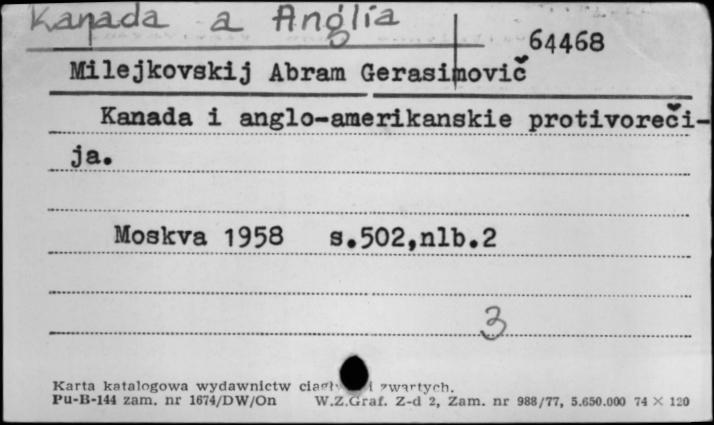 Kanada a Anglia
64468
Milejkovskij Abram Gerasimovič
Kanada i anglo-amerikanskie protivoreči-
ja.
Moskva 1958 s.502,nlb.2
3
Karta katalogowa wydawnictw i zwartych.
Pu-B-144 zam. nr 1674/DW/On W.Z.Graf. Z-d 2, Zam. nr 988/77, 5.650.000 74 × 120